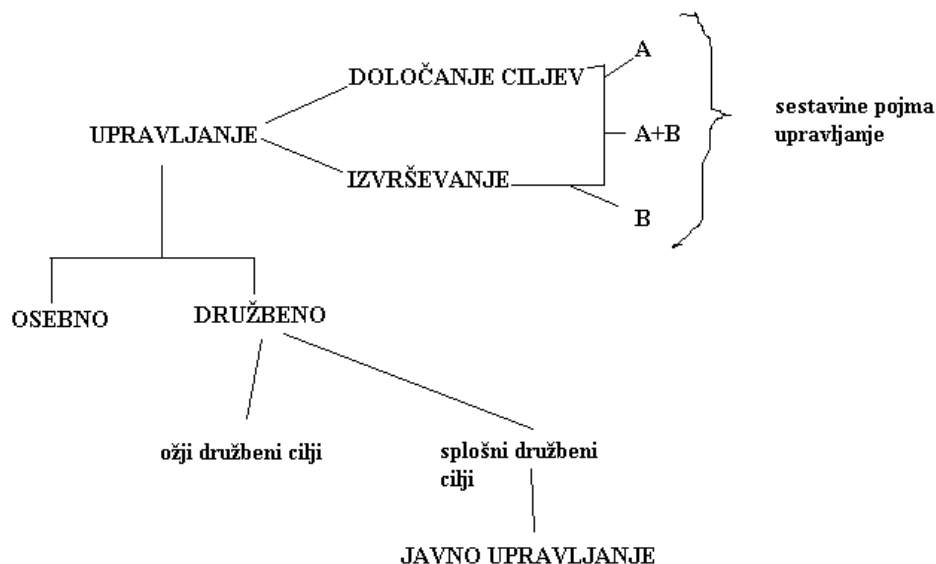 A
DOLOČANJE CILJEV
sestavine pojma
UPRAVLJANJE
A+B
upravljanje
IZVRŠEVANJE
B
OSEBNO
DRUŽBENO
ožji družbeni cilji
splošni družbeni
cilji
JAVNO UPRAVLJANJE